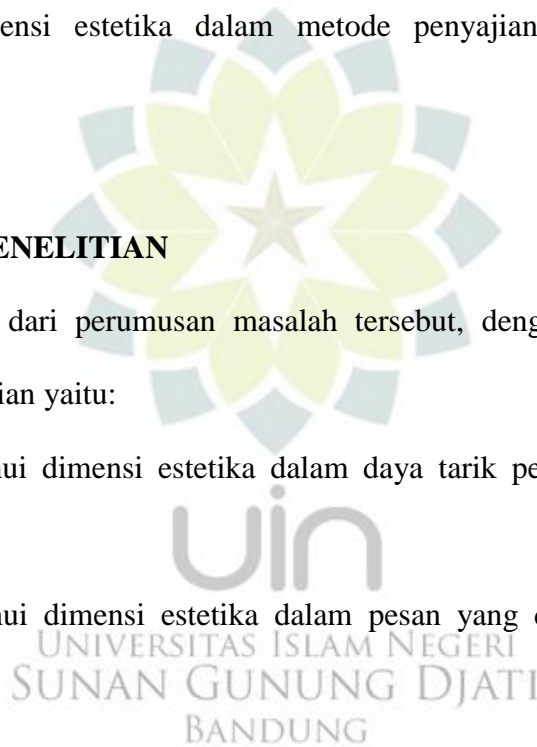 ensi estetika dalam metode penyajian
ENELITIAN
dari perumusan masalah tersebut, deng
ian yaitu:
ui dimensi estetika dalam daya tarik pe
uin
ui dimensi estetika dalam pesan yang
UNIVERSITAS ISLAM NEGERI
SUNAN GUNUNG DJATI
BANDUNG